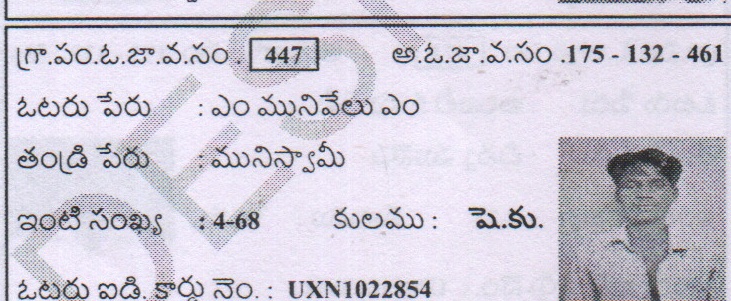 గ్రా.పం.ఓ.జా.వ.సం. 447 అ.ఓ.జా.వ.సం .175 - 132 - 461
ఓటరు పేరు : ఎం మునివేలు ఎం
తండ్రి పేరు : మునిస్వామీ
ఇంటి సంఖ్య : 4-68 కులము : షె.కు.
ఓటరు ఐడి.కార్డు నెం. : UXN1022854